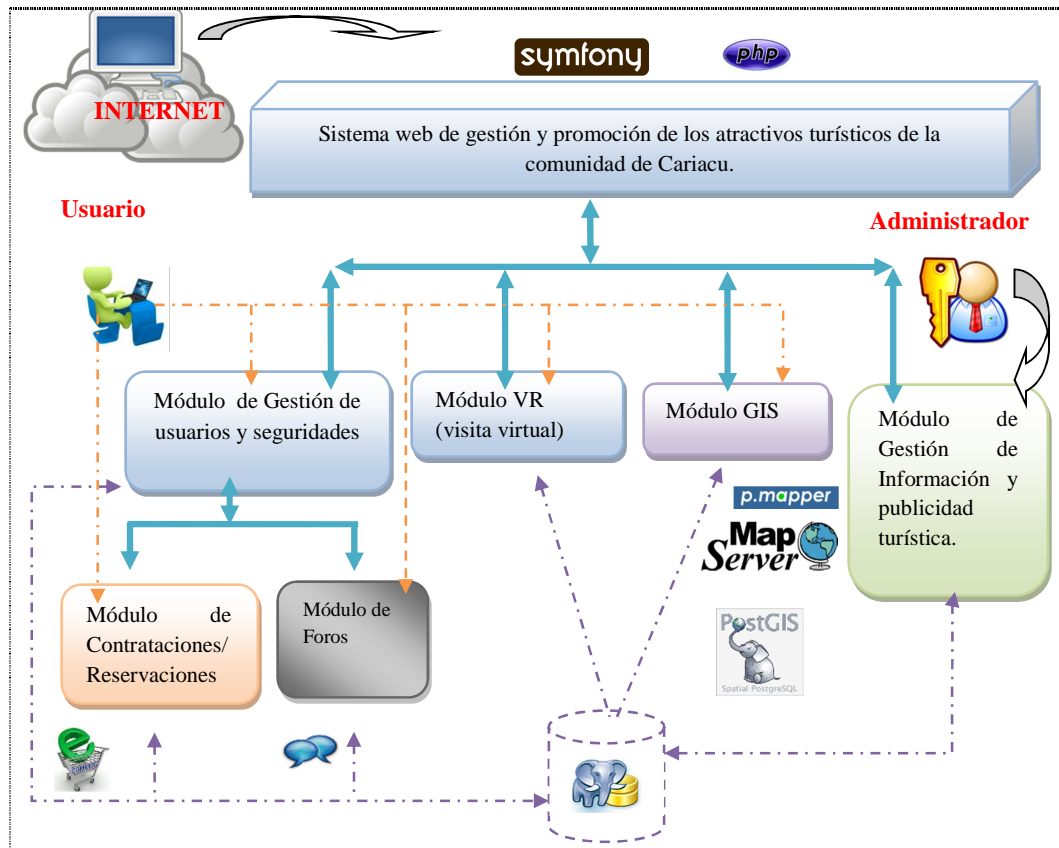 symfony
php
INTERNET
Sistema web de gestión y promoción de los atractivos turísticos de la
comunidad de Cariacu.
Usuario
Administrador
Módulo de Gestión de
usuarios y seguridades
Módulo VR
(visita virtual)
Módulo GIS
Módulo de
Gestión de
Información y
publicidad
turística.
p.mapper
Map
Server
Módulo de
Contrataciones/
Reservaciones
Módulo de
Foros
PostGIS
Spatial PostgreSQL
e